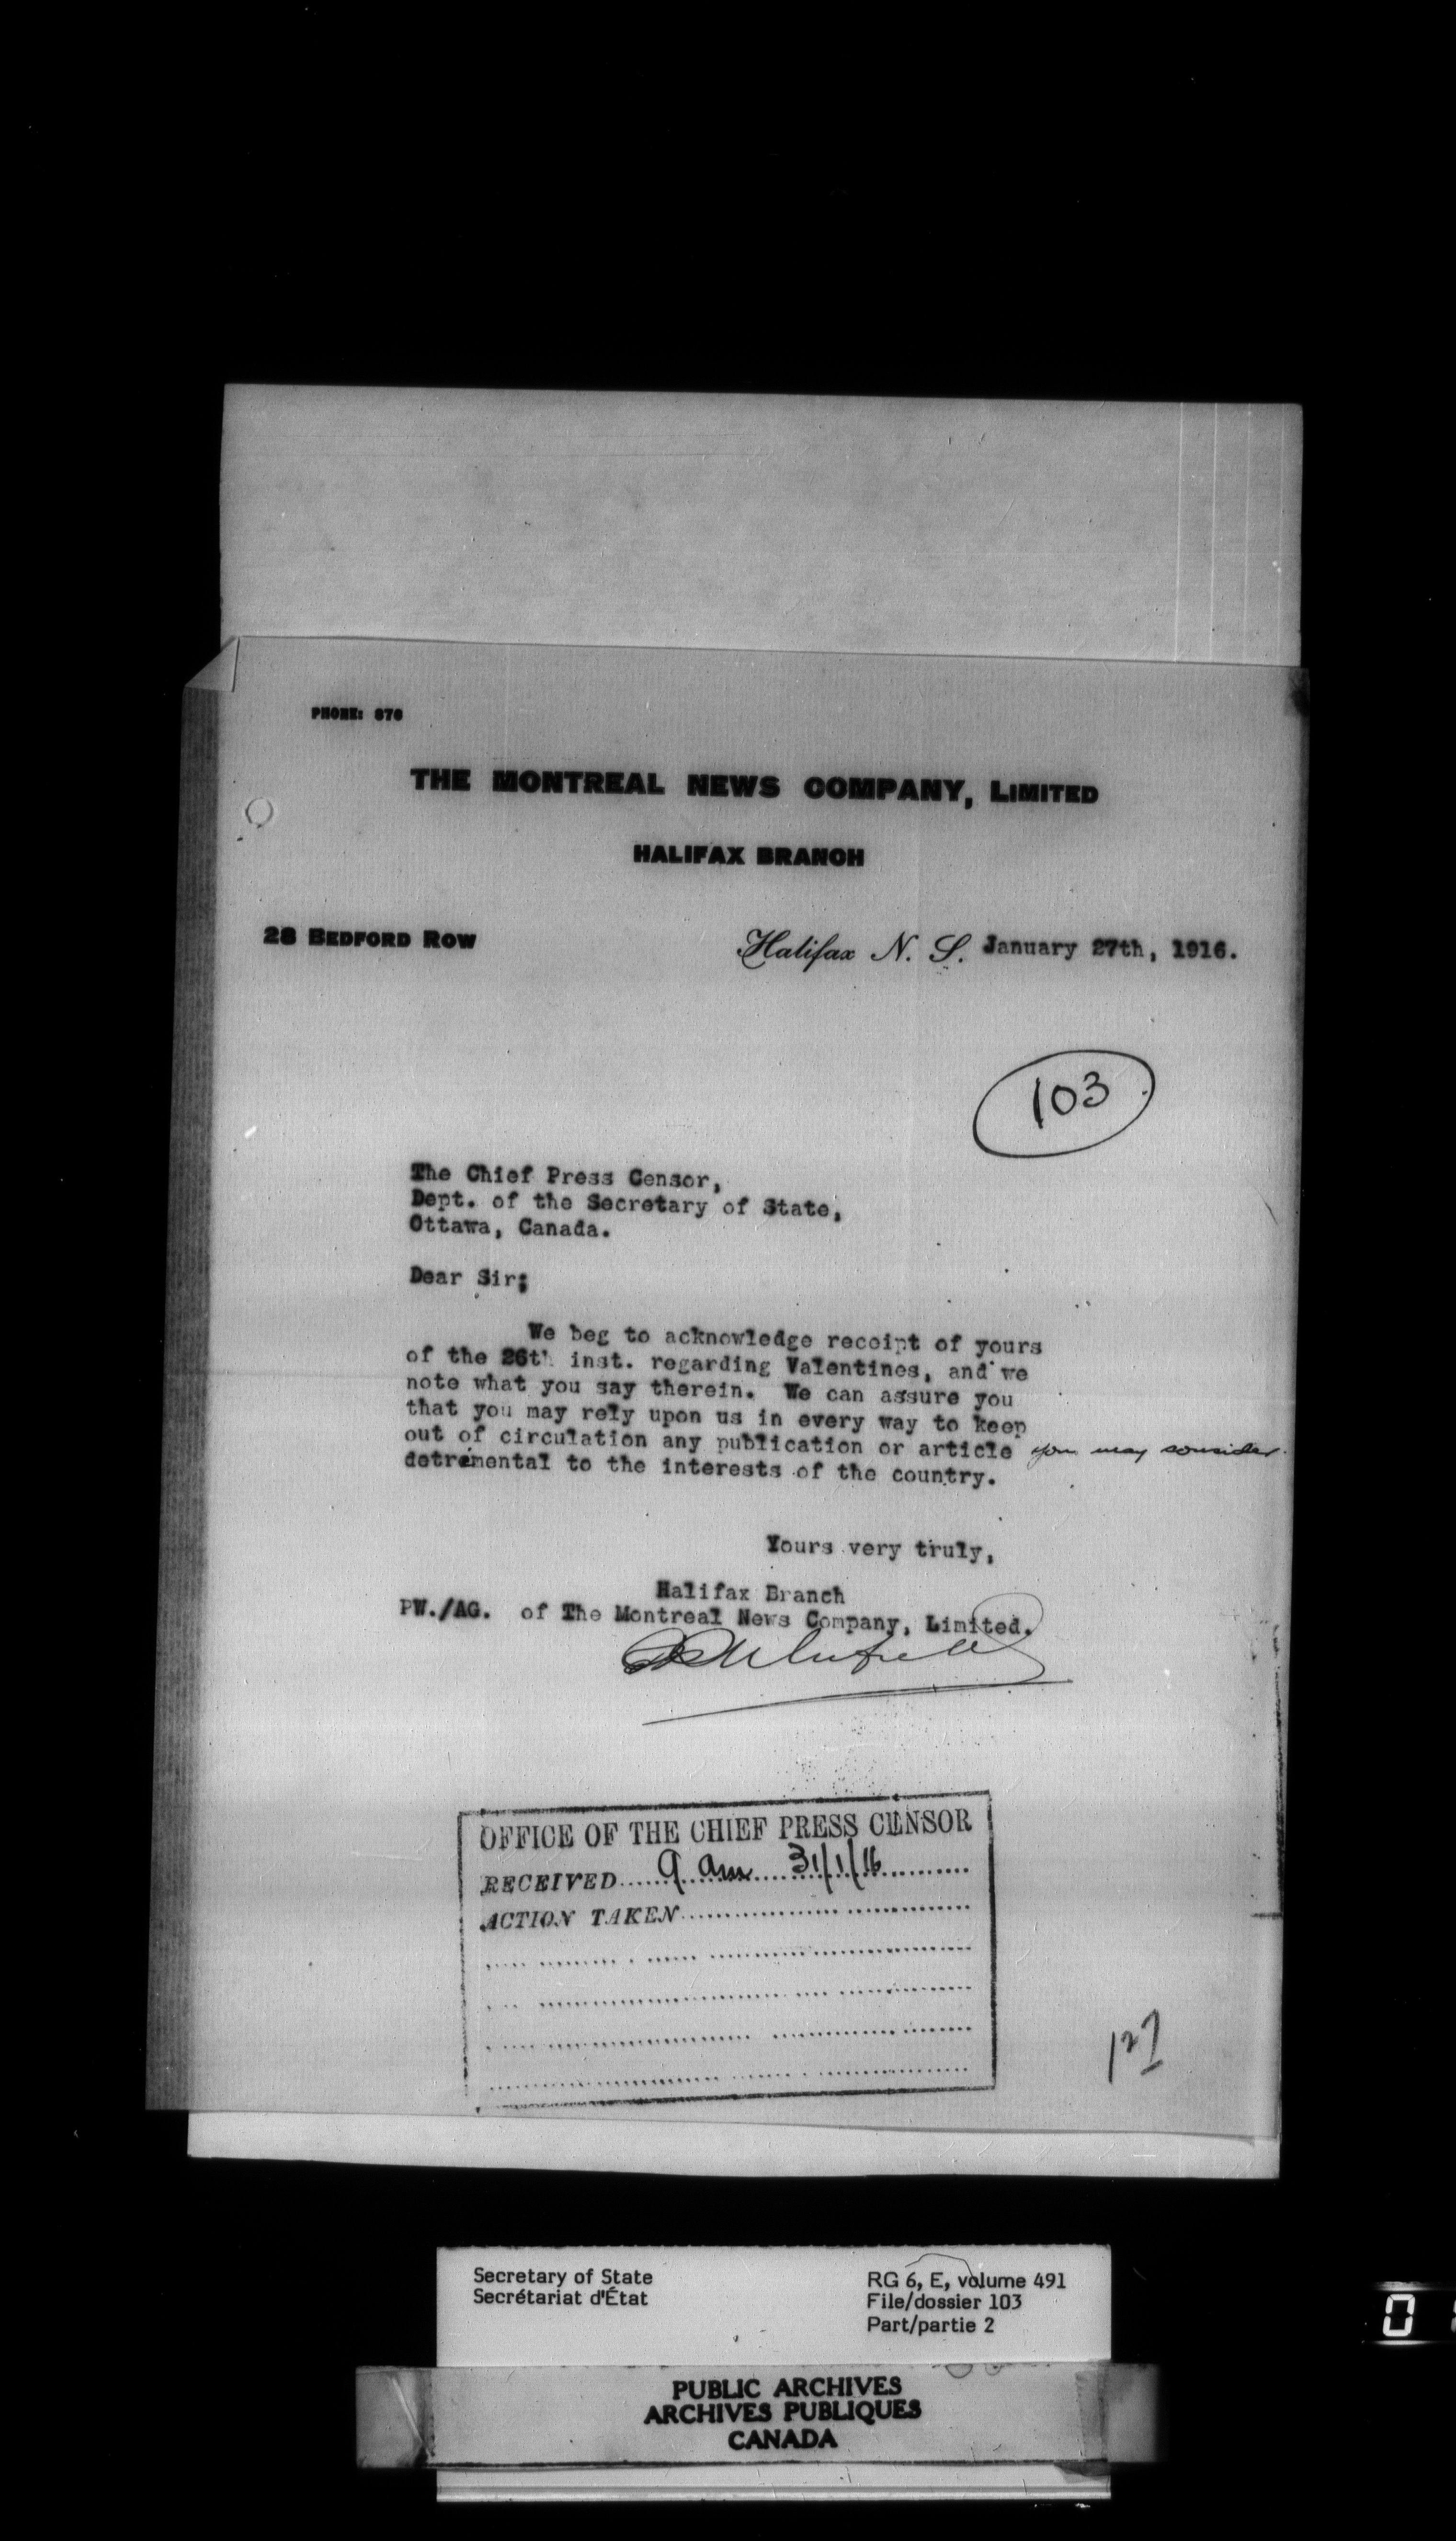 PHONE: 676
THE MONTREAL NEWS COMPANY, LIMITED
HALIFAX BRANCH
28 BEDFORD ROW
Halifax N. S. January 27th, 1916.
103
The Chief Press Censor,
Dept. of the Secretary of State,
Ottawa, Canada.
Dear Sir;
We beg to acknowledge receipt of yours
of the 26th inst. regarding Valentines, and we
note what you say therein. We can assure you
that you may rely upon us in every way to keep
out of circulation any publication or article you may consider
detremental to the interests of the country.
Yours very truly,
Halifax Branch
PW./AG. of The Montreal News Company, Limited.
OFFICE OF THE CHIEF PRESS CENSOR
RECEIVED 9 am 31/1/16
ACTION TAKEN
127
Secretary of State
Secrétariat d'État
RG 6, E, volume 491
File/dossier 103
Part/partie 2
PUBLIC ARCHIVES
ARCHIVES PUBLIQUES
CANADA
0